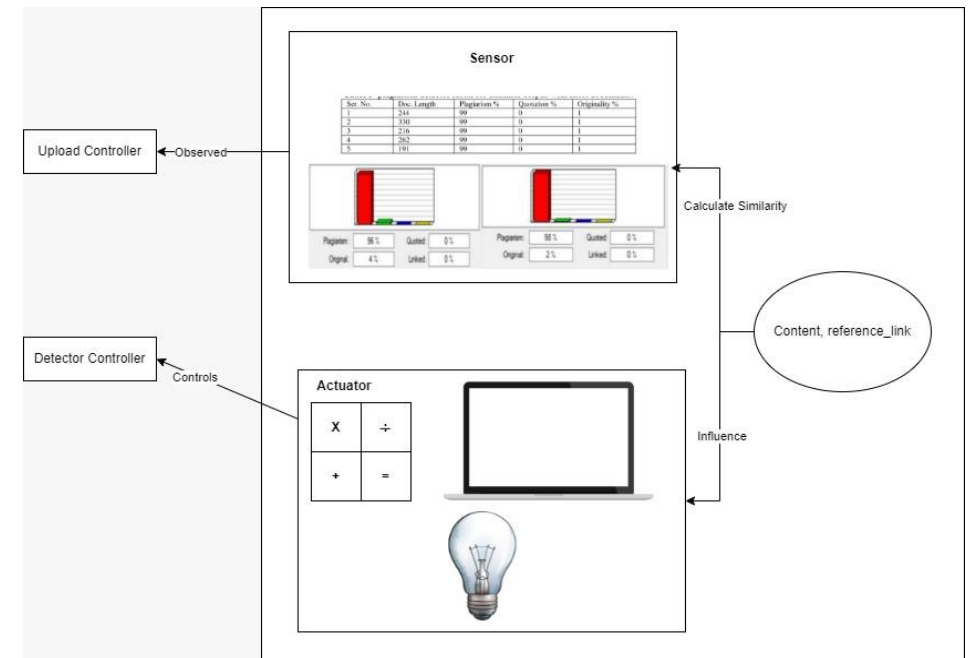 Sensor
Ser. No. Doc. Length Plagiarism % Quotation % Originality %
1 244 99 0 1
2 330 99 0 1
3 216 99 0 1
4 262 99 0 1
5 191 99 0 1
Upload Controller
Observed
Calculate Similarity
Plagiarism: 96 % Quoted: 0 %
Original: 4 % Linked: 0 %
Plagiarism: 98 % Quoted: 0 %
Original: 2 % Linked: 0 %
Content, reference_link
Detector Controller
Controls
Actuator
X ÷
+ =
Influence